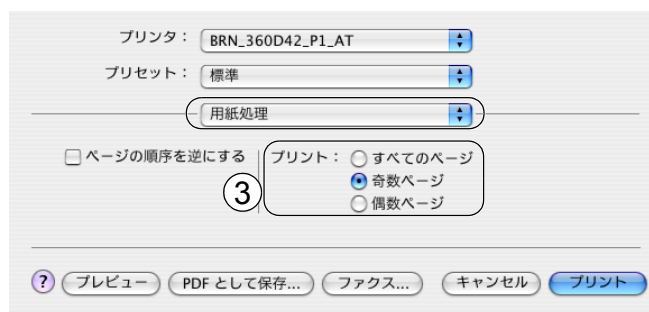 プリンタ： BRN_360D42_P1_AT
プリセット： 標準
用紙処理
ページの順序を逆にする プリント： すべてのページ
奇数ページ
3
偶数ページ
? プレビュー PDF として保存... ファクス... キャンセル プリント